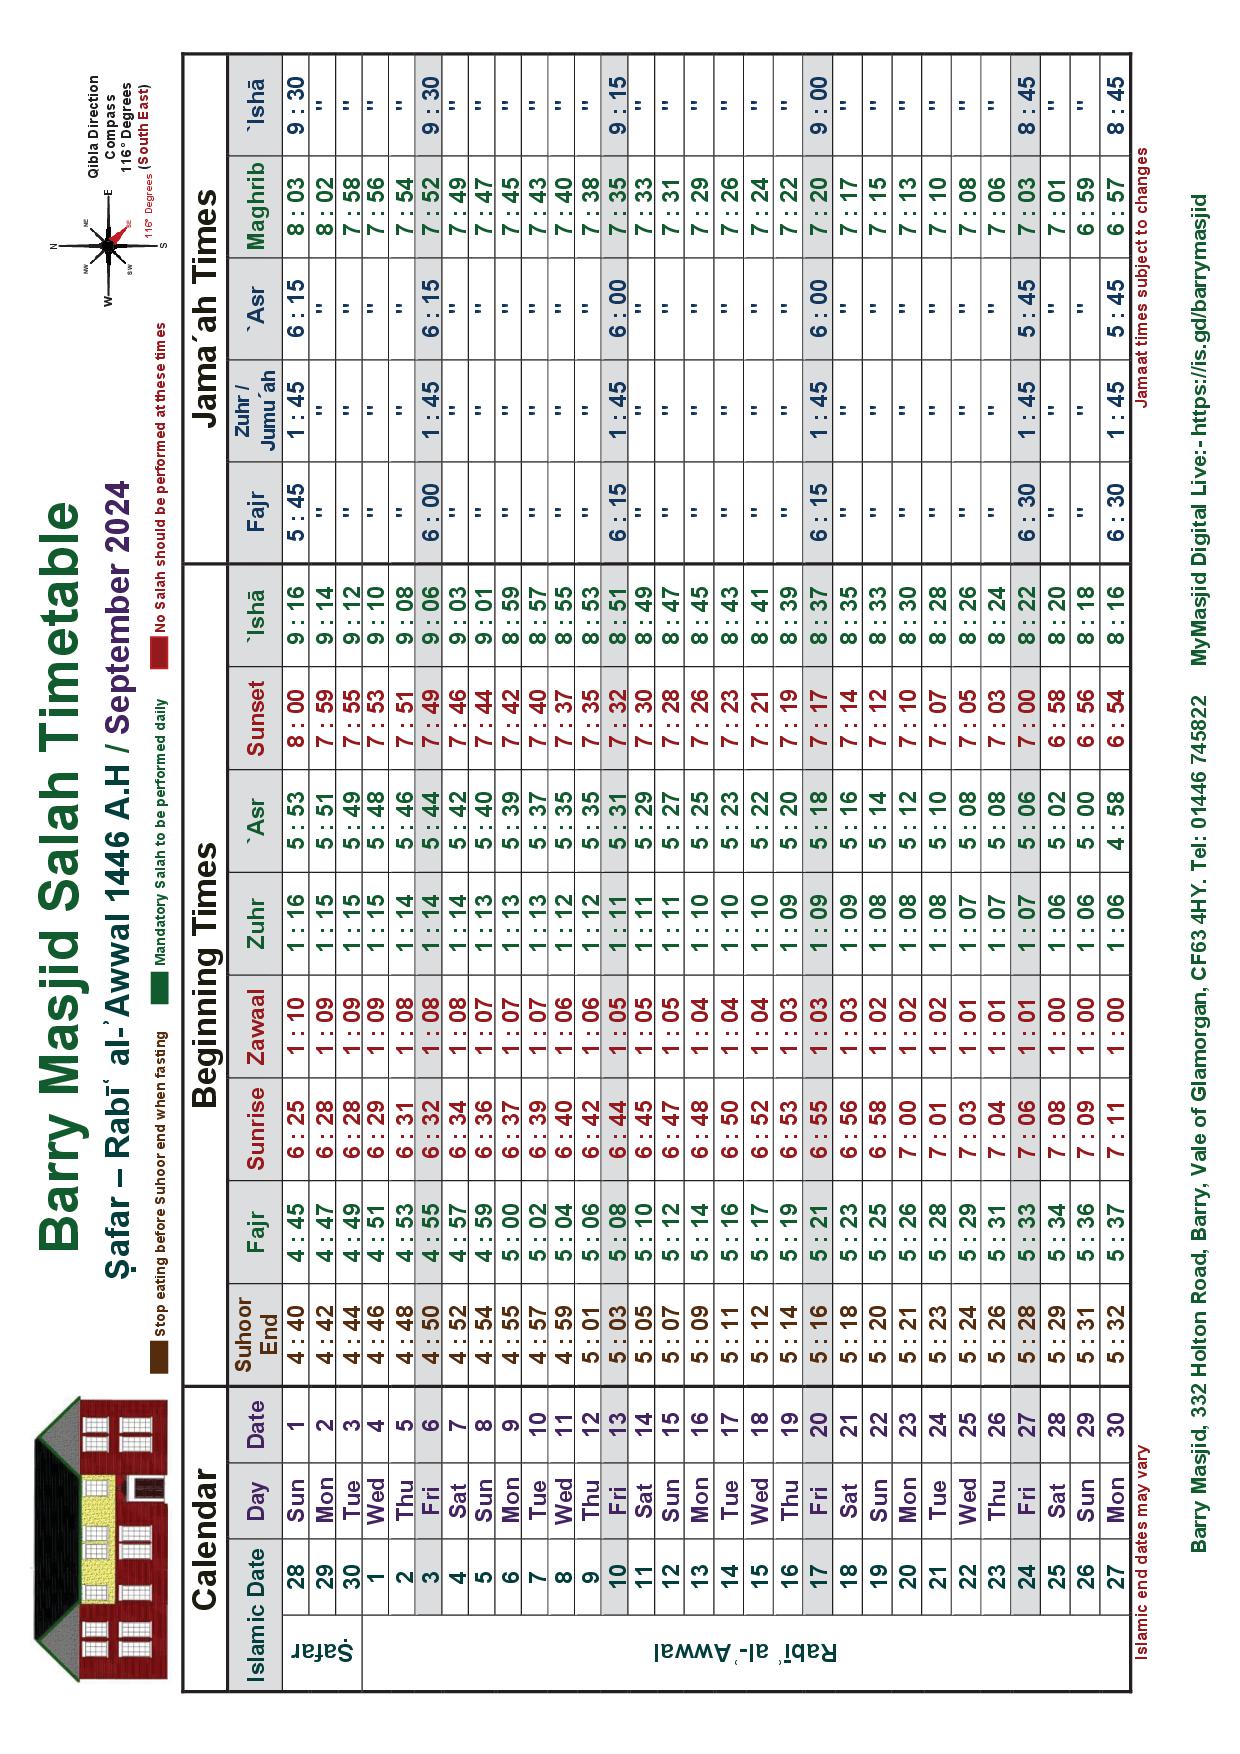 Barry Masjid Salah Timetable
Ṣafar – Rabīʿ al-ʾAwwal 1446 A.H / September 2024
Stop eating before Suhoor end when fasting Mandatory Salah to be performed daily No Salah should be performed at these times
N
NW NE
W E
SW SE
S
116° Degrees
Qibla Direction
Compass
116° Degrees
(South East)
Calendar Beginning Times Jama´ah Times
Islamic Date Day Date Suhoor End Fajr Sunrise Zawaal Zuhr `Asr Sunset `Ishā Fajr Zuhr / Jumu´ah `Asr Maghrib `Ishā
Ṣafar
28 Sun 1 4 : 40 4 : 45 6 : 25 1 : 10 1 : 16 5 : 53 8 : 00 9 : 16 5 : 45 1 : 45 6 : 15 8 : 03 9 : 30
29 Mon 2 4 : 42 4 : 47 6 : 28 1 : 09 1 : 15 5 : 51 7 : 59 9 : 14 " " " 8 : 02 "
30 Tue 3 4 : 44 4 : 49 6 : 28 1 : 09 1 : 15 5 : 49 7 : 55 9 : 12 " " " 7 : 58 "
Rabīʿ al-ʾAwwal
1 Wed 4 4 : 46 4 : 51 6 : 29 1 : 09 1 : 15 5 : 48 7 : 53 9 : 10 " " " 7 : 56 "
2 Thu 5 4 : 48 4 : 53 6 : 31 1 : 08 1 : 14 5 : 46 7 : 51 9 : 08 " " " 7 : 54 "
3 Fri 6 4 : 50 4 : 55 6 : 32 1 : 08 1 : 14 5 : 44 7 : 49 9 : 06 6 : 00 1 : 45 6 : 15 7 : 52 9 : 30
4 Sat 7 4 : 52 4 : 57 6 : 34 1 : 08 1 : 14 5 : 42 7 : 46 9 : 03 " " " 7 : 49 "
5 Sun 8 4 : 54 4 : 59 6 : 36 1 : 07 1 : 13 5 : 40 7 : 44 9 : 01 " " " 7 : 47 "
6 Mon 9 4 : 55 5 : 00 6 : 37 1 : 07 1 : 13 5 : 39 7 : 42 8 : 59 " " " 7 : 45 "
7 Tue 10 4 : 57 5 : 02 6 : 39 1 : 07 1 : 13 5 : 37 7 : 40 8 : 57 " " " 7 : 43 "
8 Wed 11 4 : 59 5 : 04 6 : 40 1 : 06 1 : 12 5 : 35 7 : 37 8 : 55 " " " 7 : 40 "
9 Thu 12 5 : 01 5 : 06 6 : 42 1 : 06 1 : 12 5 : 35 7 : 35 8 : 53 " " " 7 : 38 "
10 Fri 13 5 : 03 5 : 08 6 : 44 1 : 05 1 : 11 5 : 31 7 : 32 8 : 51 6 : 15 1 : 45 6 : 00 7 : 35 9 : 15
11 Sat 14 5 : 05 5 : 10 6 : 45 1 : 05 1 : 11 5 : 29 7 : 30 8 : 49 " " " 7 : 33 "
12 Sun 15 5 : 07 5 : 12 6 : 47 1 : 05 1 : 11 5 : 27 7 : 28 8 : 47 " " " 7 : 31 "
13 Mon 16 5 : 09 5 : 14 6 : 48 1 : 04 1 : 10 5 : 25 7 : 26 8 : 45 " " " 7 : 29 "
14 Tue 17 5 : 11 5 : 16 6 : 50 1 : 04 1 : 10 5 : 23 7 : 23 8 : 43 " " " 7 : 26 "
15 Wed 18 5 : 12 5 : 17 6 : 52 1 : 04 1 : 10 5 : 22 7 : 21 8 : 41 " " " 7 : 24 "
16 Thu 19 5 : 14 5 : 19 6 : 53 1 : 03 1 : 09 5 : 20 7 : 19 8 : 39 " " " 7 : 22 "
17 Fri 20 5 : 16 5 : 21 6 : 55 1 : 03 1 : 09 5 : 18 7 : 17 8 : 37 6 : 15 1 : 45 6 : 00 7 : 20 9 : 00
18 Sat 21 5 : 18 5 : 23 6 : 56 1 : 03 1 : 09 5 : 16 7 : 14 8 : 35 " " " 7 : 17 "
19 Sun 22 5 : 20 5 : 25 6 : 58 1 : 02 1 : 08 5 : 14 7 : 12 8 : 33 " " " 7 : 15 "
20 Mon 23 5 : 21 5 : 26 7 : 00 1 : 02 1 : 08 5 : 12 7 : 10 8 : 30 " " " 7 : 13 "
21 Tue 24 5 : 23 5 : 28 7 : 01 1 : 02 1 : 08 5 : 10 7 : 07 8 : 28 " " " 7 : 10 "
22 Wed 25 5 : 24 5 : 29 7 : 03 1 : 01 1 : 07 5 : 08 7 : 05 8 : 26 " " " 7 : 08 "
23 Thu 26 5 : 26 5 : 31 7 : 04 1 : 01 1 : 07 5 : 08 7 : 03 8 : 24 " " " 7 : 06 "
24 Fri 27 5 : 28 5 : 33 7 : 06 1 : 01 1 : 07 5 : 06 7 : 00 8 : 22 6 : 30 1 : 45 5 : 45 7 : 03 8 : 45
25 Sat 28 5 : 29 5 : 34 7 : 08 1 : 00 1 : 06 5 : 02 6 : 58 8 : 20 " " " 7 : 01 "
26 Sun 29 5 : 31 5 : 36 7 : 09 1 : 00 1 : 06 5 : 00 6 : 56 8 : 18 " " " 6 : 59 "
27 Mon 30 5 : 32 5 : 37 7 : 11 1 : 00 1 : 06 4 : 58 6 : 54 8 : 16 6 : 30 1 : 45 5 : 45 6 : 57 8 : 45
Islamic end dates may vary Jamaat times subject to changes
Barry Masjid, 332 Holton Road, Barry, Vale of Glamorgan, CF63 4HY. Tel: 01446 745822 MyMasjid Digital Live:- https://is.gd/barrymasjid